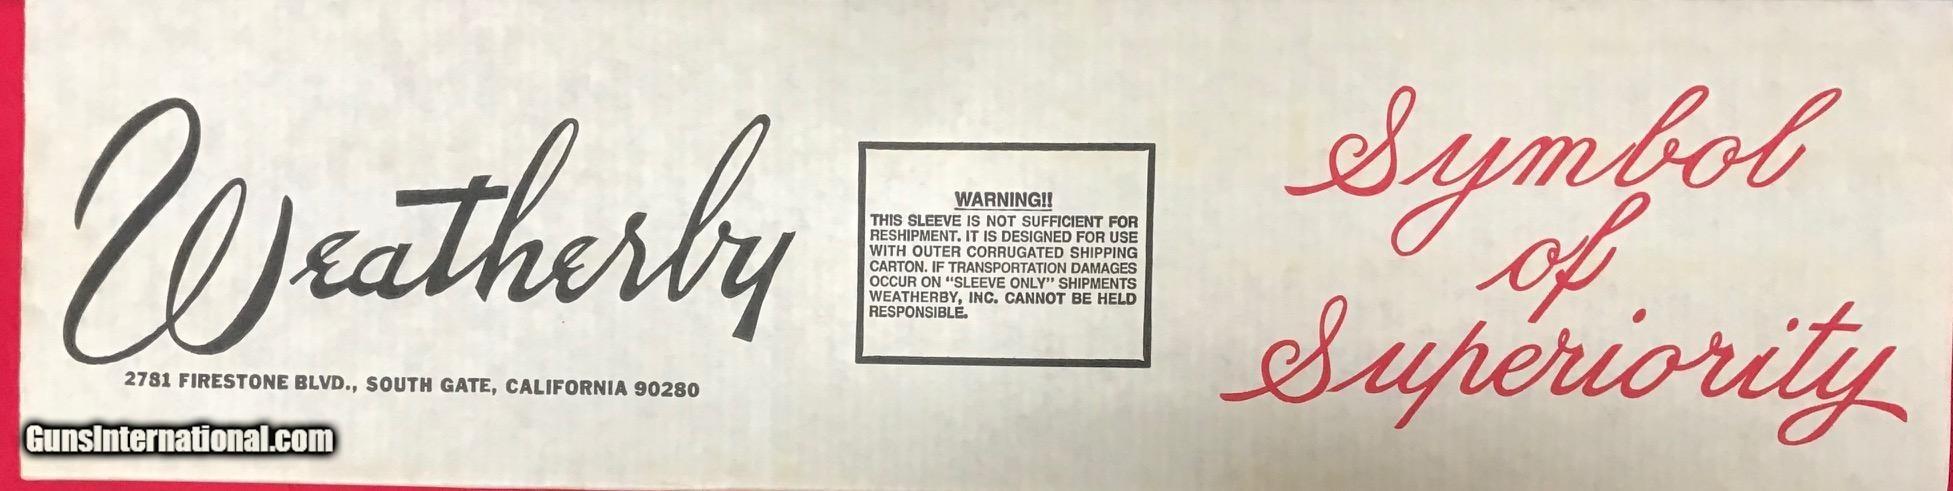 Weatherby
2781 FIRESTONE BLVD., SOUTH GATE, CALIFORNIA 90280
WARNING!!
THIS SLEEVE IS NOT SUFFICIENT FOR
RESHIPMENT. IT IS DESIGNED FOR USE
WITH OUTER CORRUGATED SHIPPING
CARTON. IF TRANSPORTATION DAMAGES
OCCUR ON “SLEEVE ONLY” SHIPMENTS
WEATHERBY, INC. CANNOT BE HELD
RESPONSIBLE.
Symbol
of
Superiority
GunsInternational.com